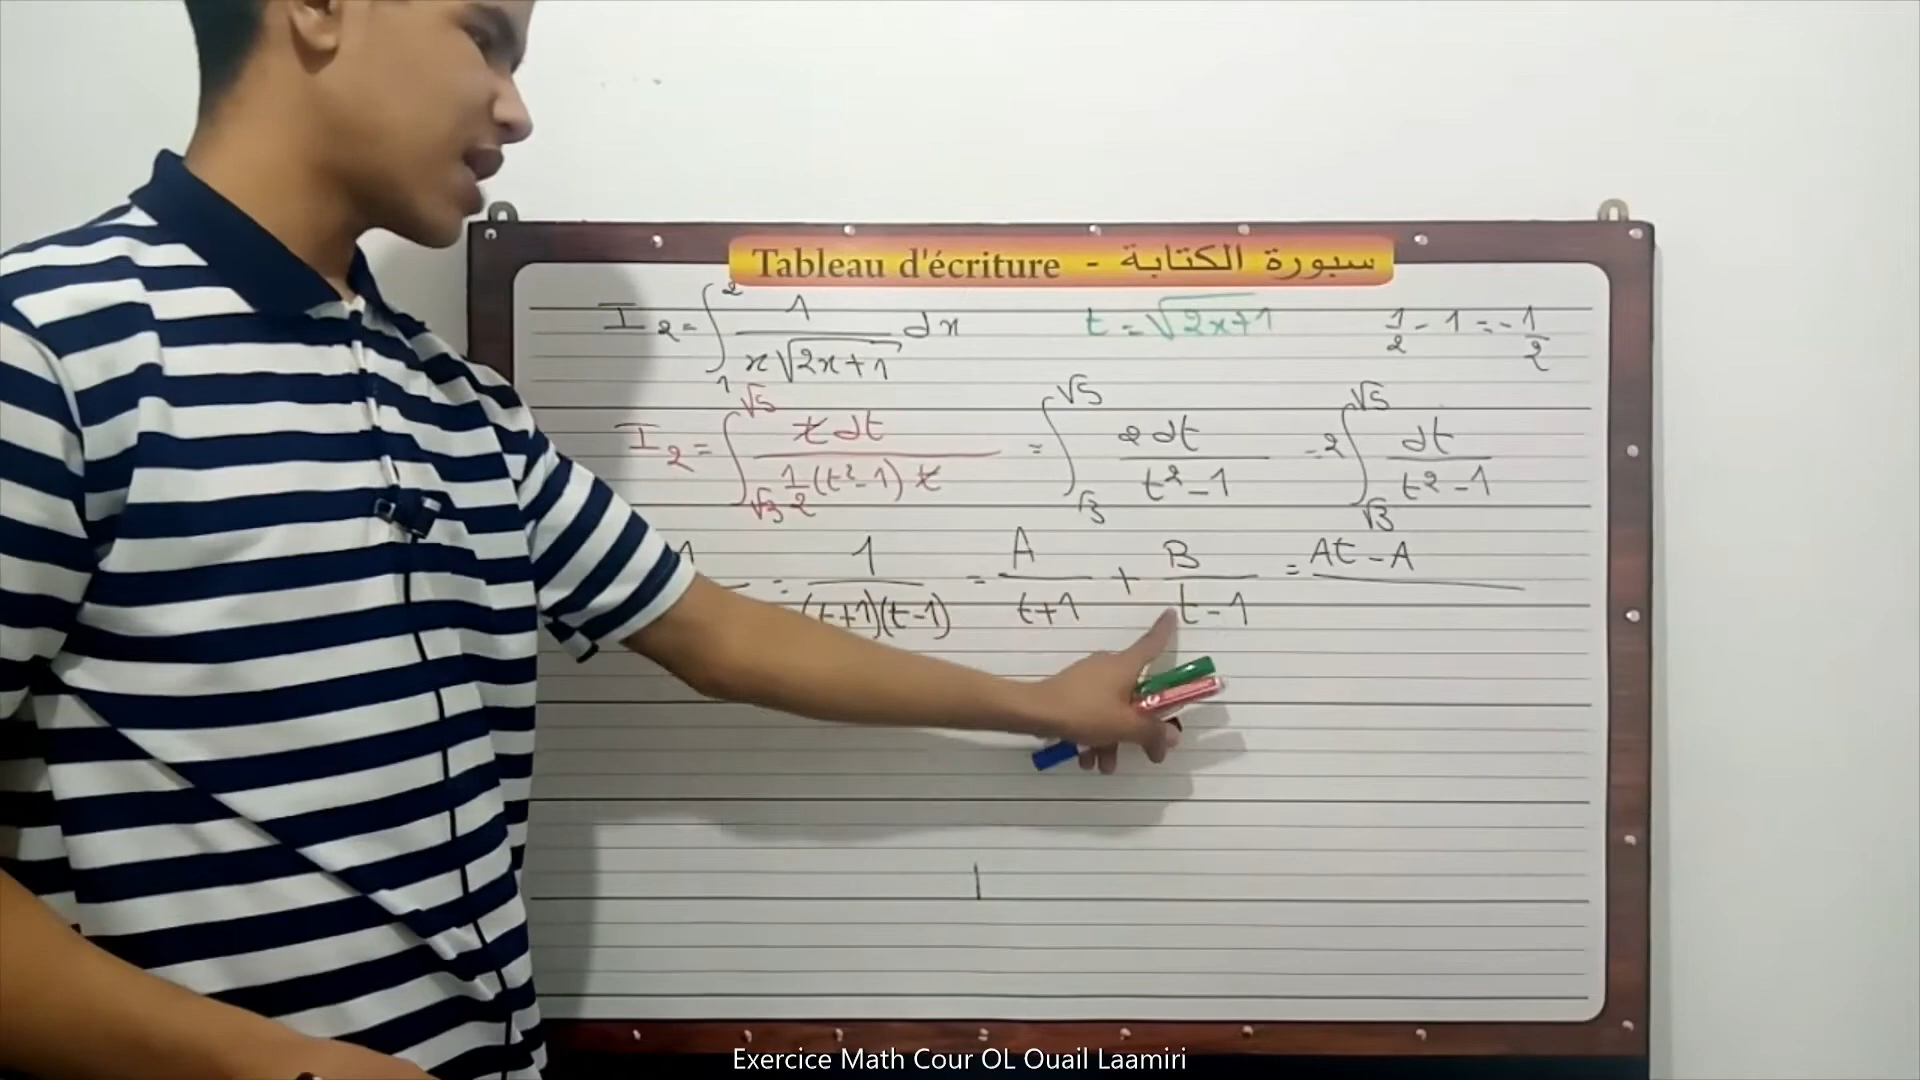 Tableau d'écriture - سبورة الكتابة
I₂ = ∫₁² 1/(x√(2x+1)) dx    t = √(2x+1)    1/2 - 1 = -1/2
I₂ = ∫_√3^√5 t dt / (1/2 (t²-1) t) = ∫_√3^√5 2dt/(t²-1) = 2∫_√3^√5 dt/(t²-1)
1 = 1/((t+1)(t-1)) = A/(t+1) + B/(t-1) = At - A
Exercice Math Cour OL Ouail Laamiri